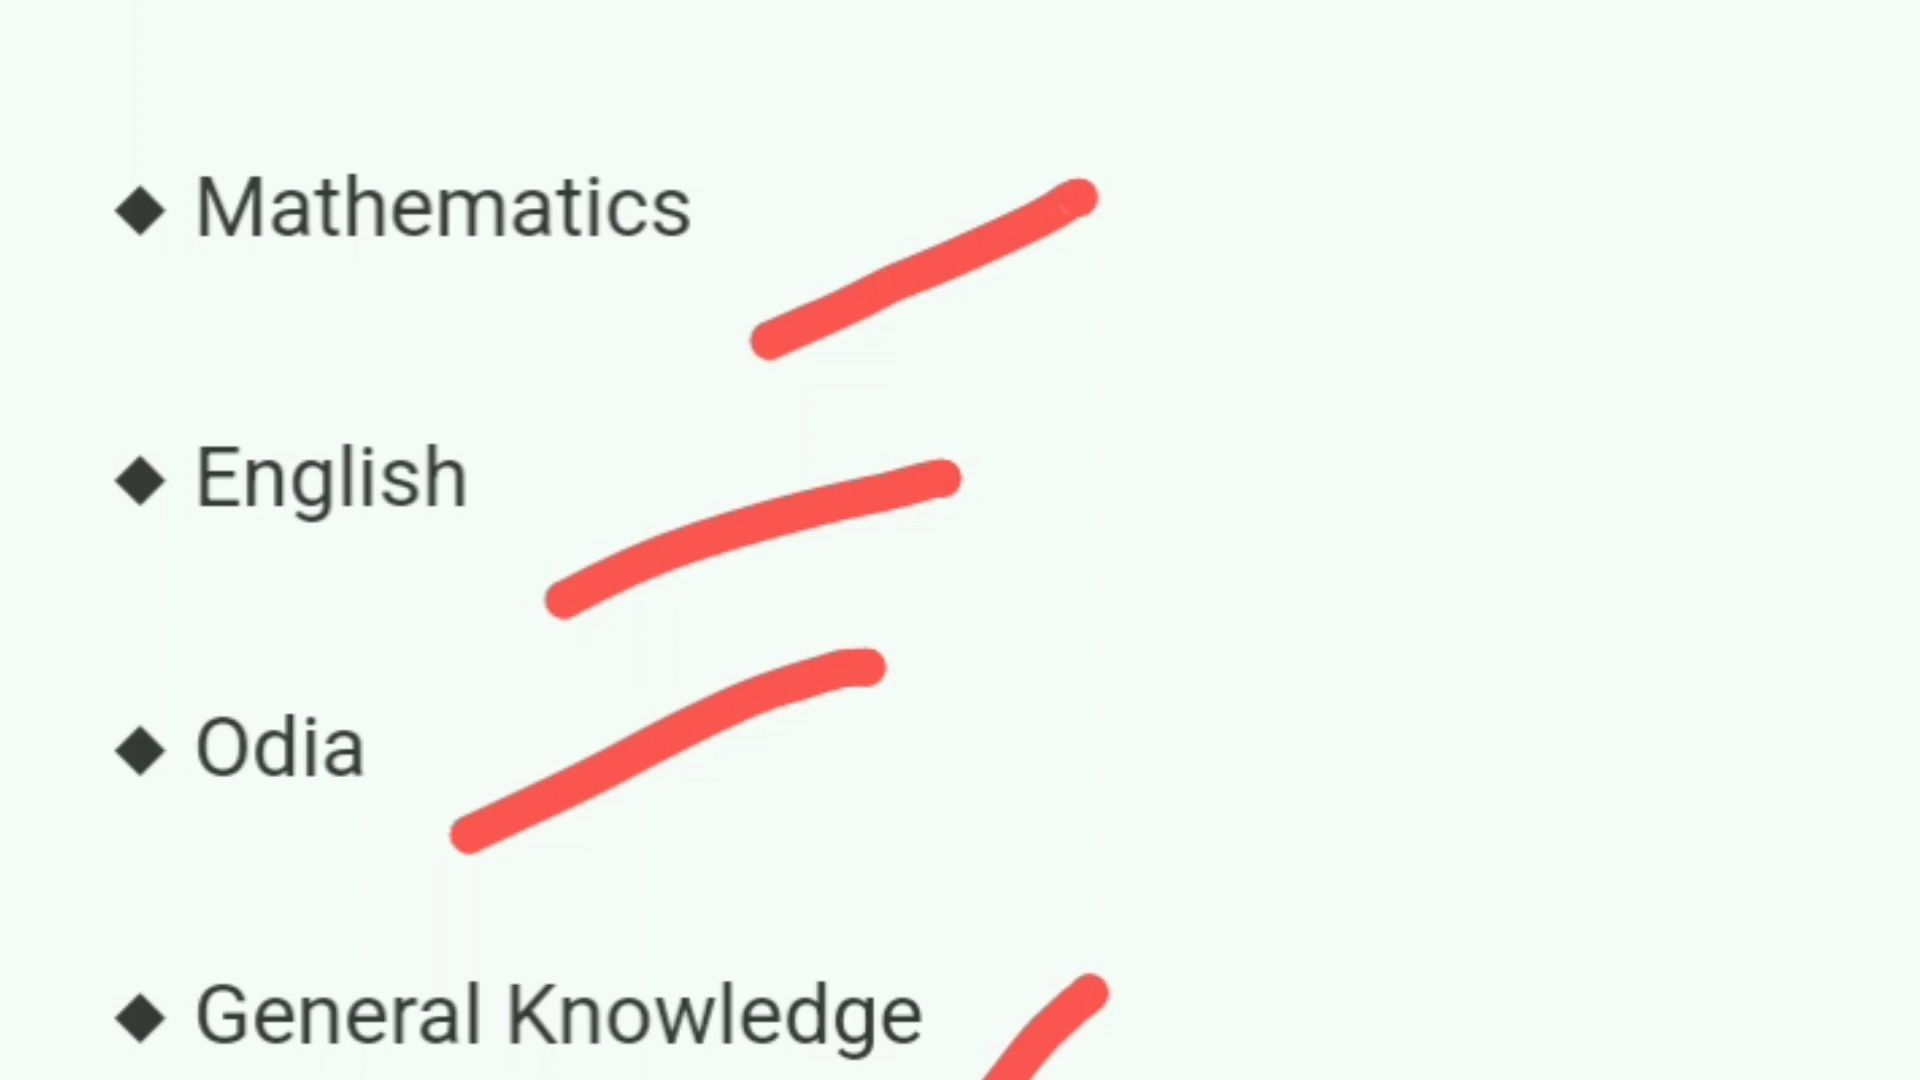 ◆ Mathematics
◆ English
◆ Odia
◆ General Knowledge